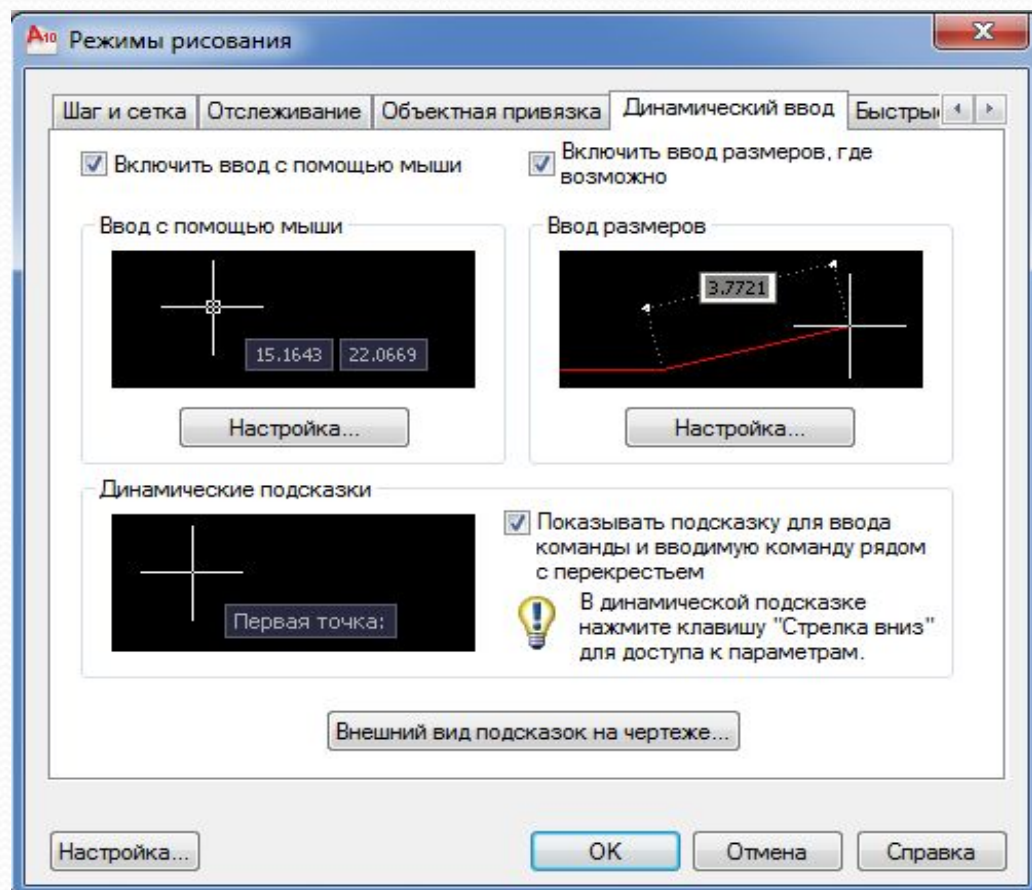 A10 Режимы рисования
Шаг и сетка Отслеживание Объектная привязка Динамический ввод Быстры
Включить ввод с помощью мыши
Включить ввод размеров, где
возможно
Ввод с помощью мыши
15.1643 22.0669
Настройка...
Ввод размеров
3.7721
Настройка...
Динамические подсказки
Первая точка:
Показывать подсказку для ввода
команды и вводимую команду рядом
с перекрестьем
В динамической подсказке
нажмите клавишу "Стрелка вниз"
для доступа к параметрам.
Внешний вид подсказок на чертеже...
Настройка... OK Отмена Справка